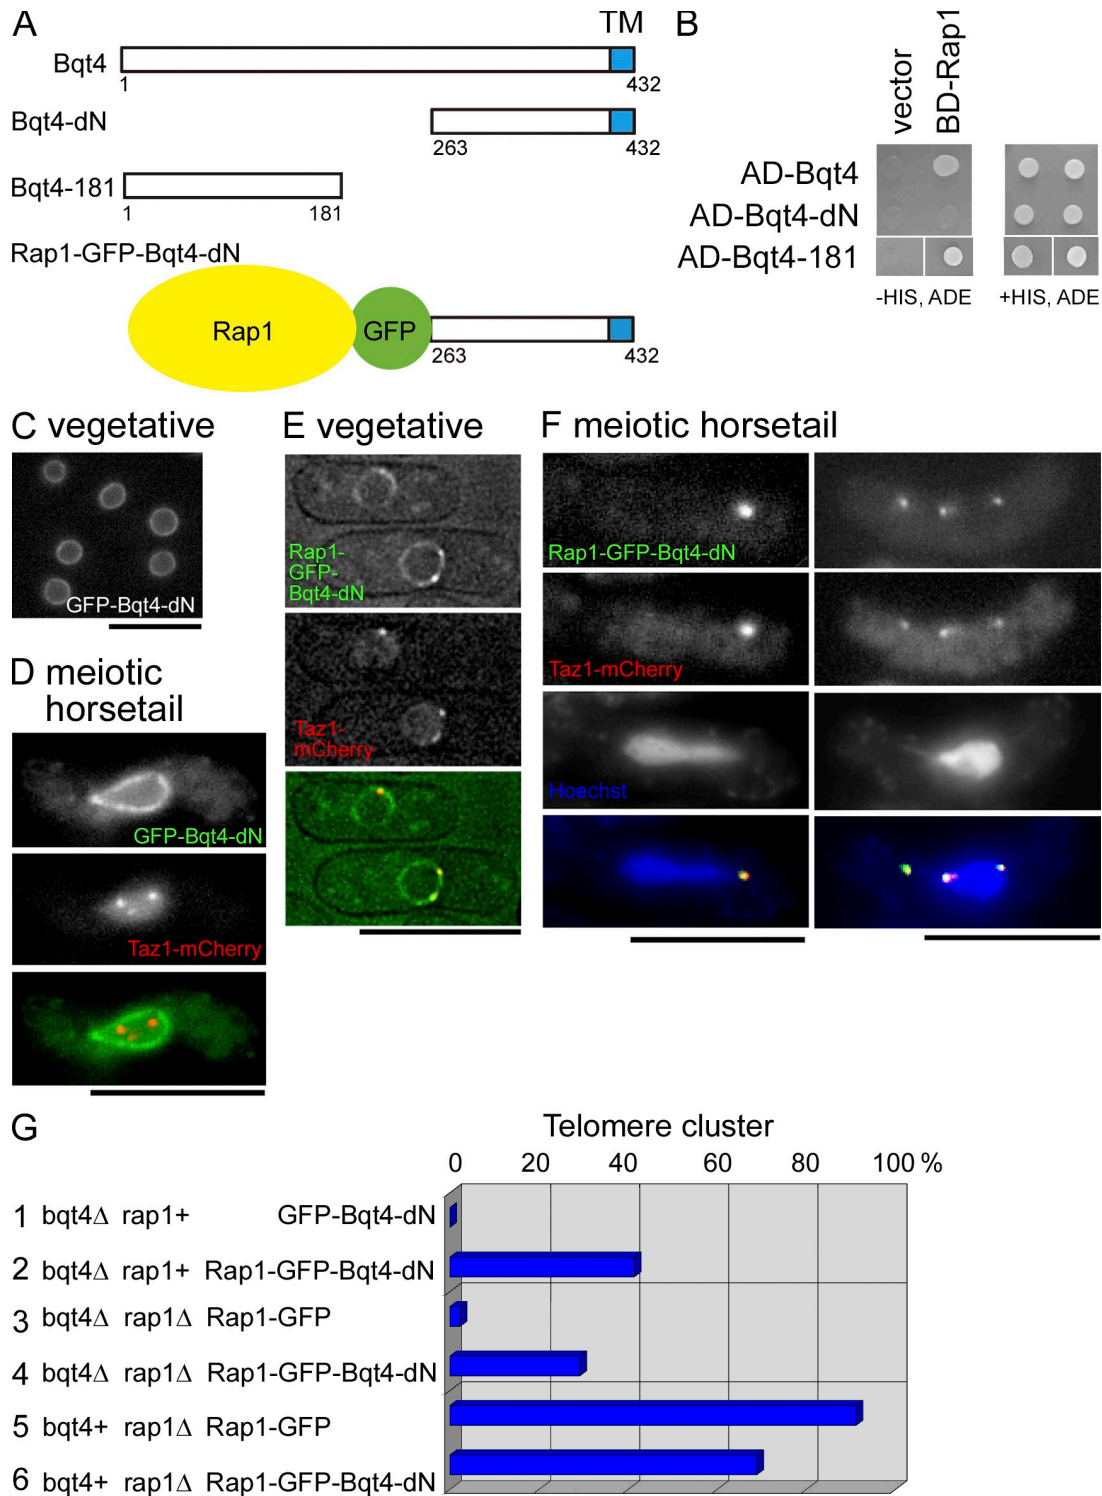 A
TM
Bqt4
1
432
Bqt4-dN
263
432
Bqt4-181
1
181
Rap1-GFP-Bqt4-dN
Rap1
GFP
263
432
B
vector
BD-Rap1
AD-Bqt4
AD-Bqt4-dN
AD-Bqt4-181
-HIS, ADE
+HIS, ADE
C vegetative
GFP-Bqt4-dN
D meiotic
horsetail
GFP-Bqt4-dN
Taz1-mCherry
E vegetative
Rap1-
GFP-
Bqt4-dN
Taz1-
mCherry
F meiotic horsetail
Rap1-GFP-Bqt4-dN
Taz1-mCherry
Hoechst
G
Telomere cluster
0 20 40 60 80 100 %
1 bqt4Δ rap1+ GFP-Bqt4-dN
2 bqt4Δ rap1+ Rap1-GFP-Bqt4-dN
3 bqt4Δ rap1Δ Rap1-GFP
4 bqt4Δ rap1Δ Rap1-GFP-Bqt4-dN
5 bqt4+ rap1Δ Rap1-GFP
6 bqt4+ rap1Δ Rap1-GFP-Bqt4-dN